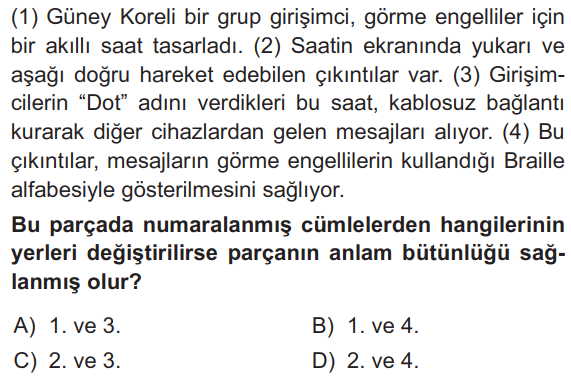 (1) Güney Koreli bir grup girişimci, görme engelliler için
bir akıllı saat tasarladı. (2) Saatin ekranında yukarı ve
aşağı doğru hareket edebilen çıkıntılar var. (3) Girişim-
cilerin “Dot” adını verdikleri bu saat, kablosuz bağlantı
kurarak diğer cihazlardan gelen mesajları alıyor. (4) Bu
çıkıntılar, mesajların görme engellilerin kullandığı Braille
alfabesiyle gösterilmesini sağlıyor.
Bu parçada numaralanmış cümlelerden hangilerinin
yerleri değiştirilirse parçanın anlam bütünlüğü sağ-
lanmış olur?
A) 1. ve 3. B) 1. ve 4.
C) 2. ve 3. D) 2. ve 4.